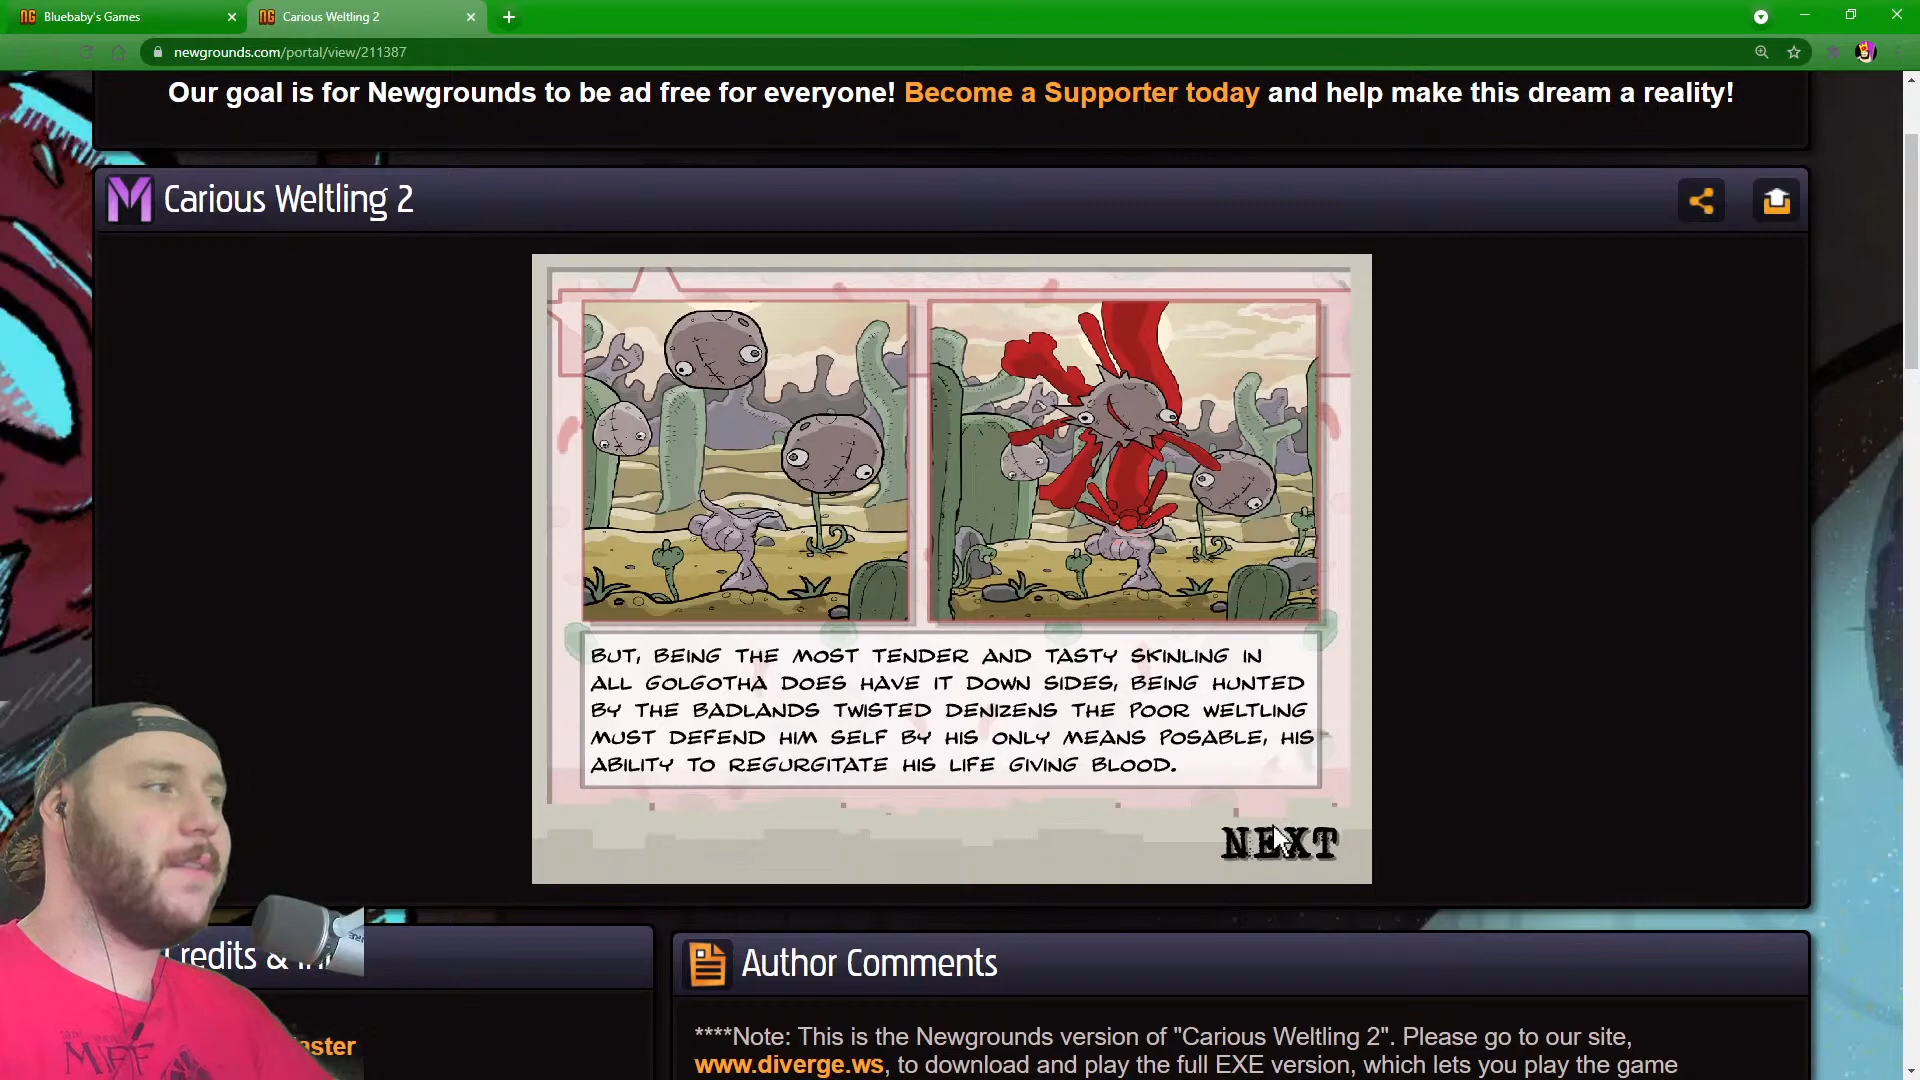 Bluebaby's Games
Carious Weltling 2
newgrounds.com/portal/view/211387
Our goal is for Newgrounds to be ad free for everyone! Become a Supporter today and help make this dream a reality!
Carious Weltling 2
BUT, BEING THE MOST TENDER AND TASTY SKINLING IN
ALL GOLGOTHA DOES HAVE IT DOWN SIDES, BEING HUNTED
BY THE BADLANDS TWISTED DENIZENS THE POOR WELTLING
MUST DEFEND HIM SELF BY HIS ONLY MEANS POSABLE, HIS
ABILITY TO REGURGITATE HIS LIFE GIVING BLOOD.
NEXT
redits &
Author Comments
****Note: This is the Newgrounds version of "Carious Weltling 2". Please go to our site,
www.diverge.ws, to download and play the full EXE version, which lets you play the game
aster